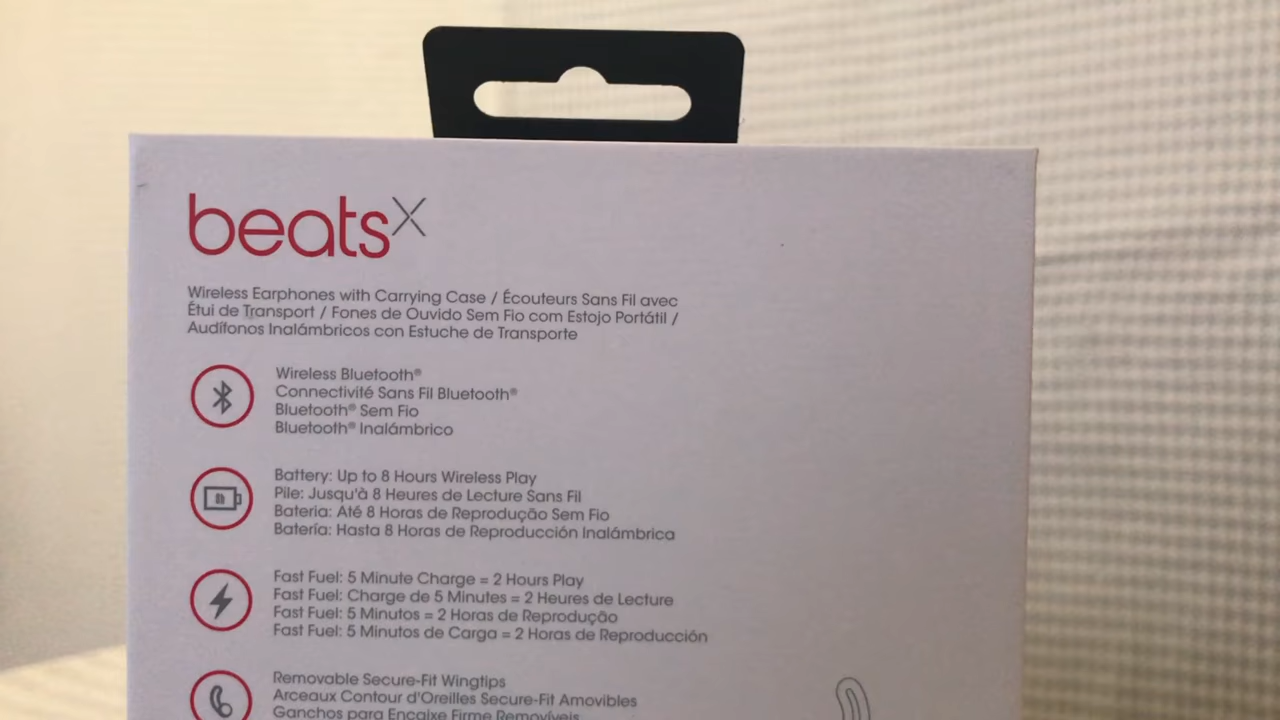 beatsX
Wireless Earphones with Carrying Case / Écouteurs Sans Fil avec
Étui de Transport / Fones de Ouvido Sem Fio com Estojo Portátil /
Audífonos Inalámbricos con Estuche de Transporte
Wireless Bluetooth®
Connectivité Sans Fil Bluetooth®
Bluetooth® Sem Fio
Bluetooth® Inalámbrico
Battery: Up to 8 Hours Wireless Play
Pile: Jusqu'à 8 Heures de Lecture Sans Fil
Bateria: Até 8 Horas de Reprodução Sem Fio
Batería: Hasta 8 Horas de Reproducción Inalámbrica
Fast Fuel: 5 Minute Charge = 2 Hours Play
Fast Fuel: Charge de 5 Minutes = 2 Heures de Lecture
Fast Fuel: 5 Minutos = 2 Horas de Reprodução
Fast Fuel: 5 Minutos de Carga = 2 Horas de Reproducción
Removable Secure-Fit Wingtips
Arceaux Contour d'Oreilles Secure-Fit Amovibles
Ganchos para Encaixe Firme Removíveis